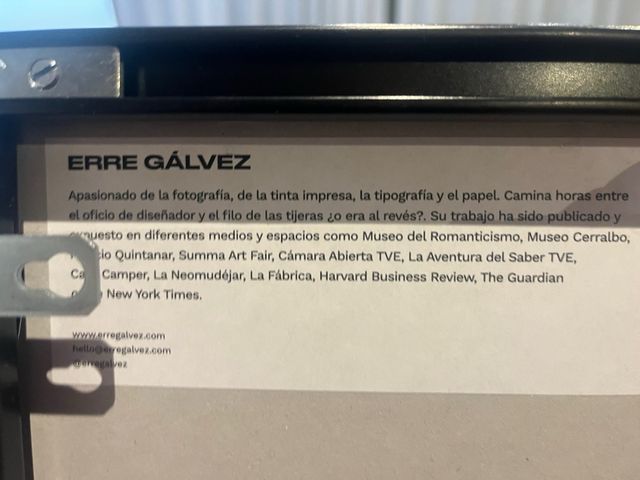 ERRE GÁLVEZ
Apasionado de la fotografía, de la tinta impresa, la tipografía y el papel. Camina horas entre
el oficio de diseñador y el filo de las tijeras ¿o era al revés?. Su trabajo ha sido publicado y
expuesto en diferentes medios y espacios como Museo del Romanticismo, Museo Cerralbo,
Quintanar, Summa Art Fair, Cámara Abierta TVE, La Aventura del Saber TVE,
Camper, La Neomudéjar, La Fábrica, Harvard Business Review, The Guardian
New York Times.
www.erregalvez.com
hello@erregalvez.com
@erregalvez